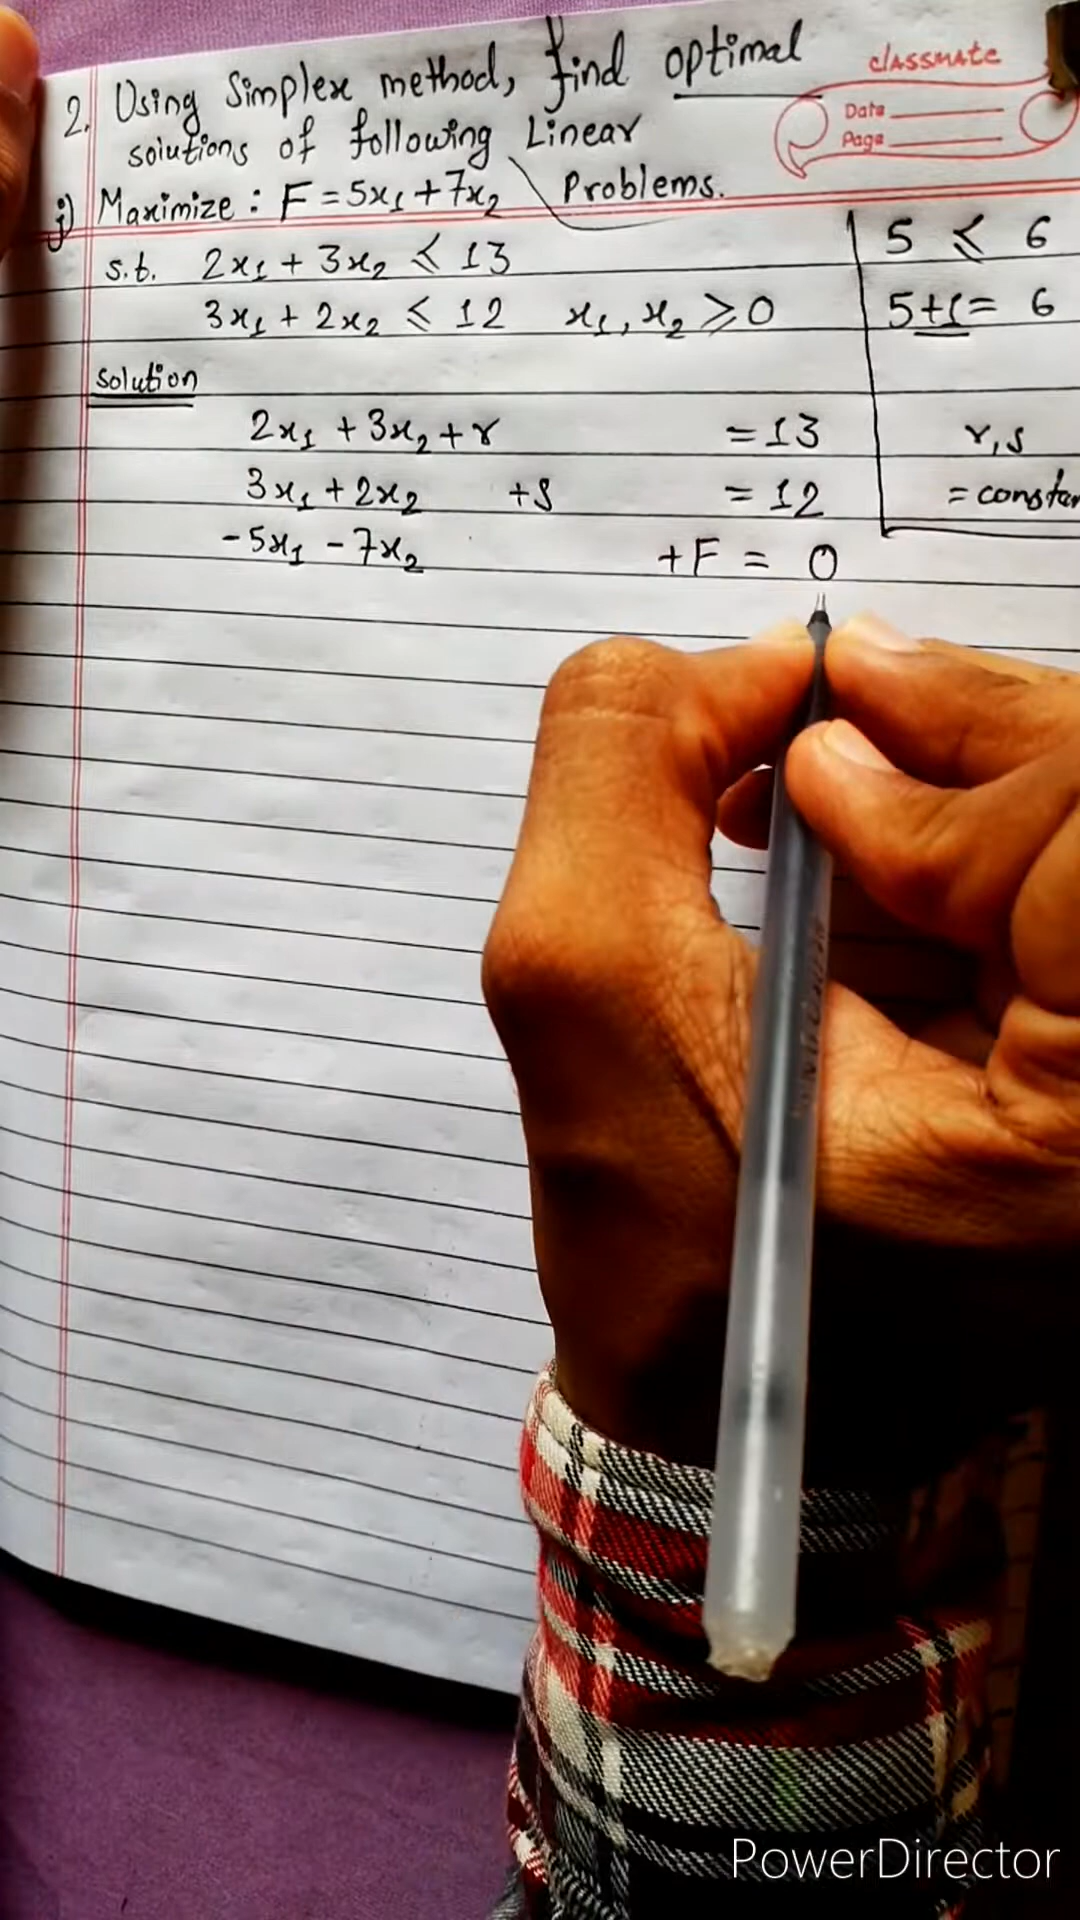 2. Using Simplex method, find optimal
solutions of following Linear
Problems.
classmate
Date
Page
i) Maximize : F = 5x₁ + 7x₂
s.t. 2x₁ + 3x₂ ≤ 13
3x₁ + 2x₂ ≤ 12 x₁, x₂ ≥ 0
5 ≤ 6
5+1 = 6
r, s
= constan
solution
2x₁ + 3x₂ + r = 13
3x₁ + 2x₂ + s = 12
-5x₁ - 7x₂ + F = 0
PowerDirector